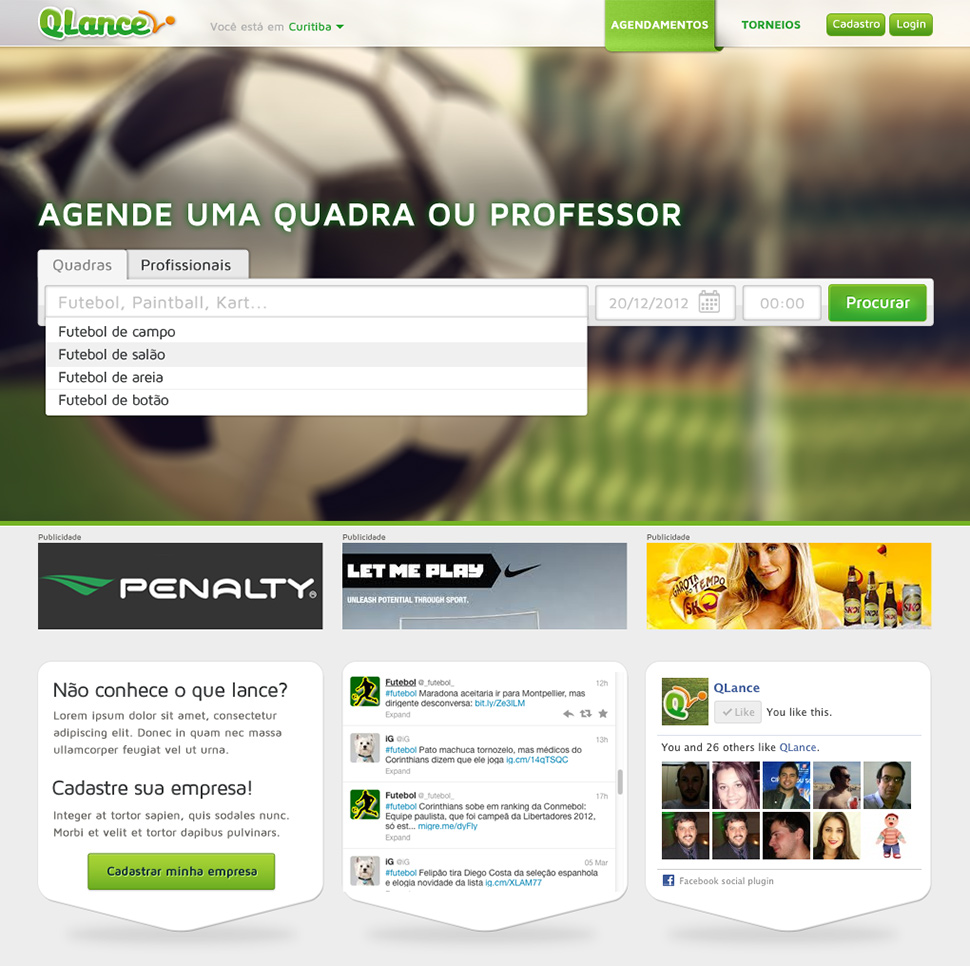 QLance
Você está em Curitiba
AGENDAMENTOS
TORNEIOS
Cadastro
Login
AGENDE UMA QUADRA OU PROFESSOR
Quadras
Profissionais
Futebol, Paintball, Kart...
20/12/2012
00:00
Procurar
Futebol de campo
Futebol de salão
Futebol de areia
Futebol de botão
Publicidade
Publicidade
Publicidade
PENALTY
LET ME PLAY
UNLEASH POTENTIAL THROUGH SPORT.
GAROTA
DO TEMPO
SKOL
Não conhece o que lance?
Lorem ipsum dolor sit amet, consectetur
adipiscing elit. Donec in quam nec massa
ullamcorper feugiat vel ut urna.
Cadastre sua empresa!
Integer at tortor sapien, quis sodales nunc.
Morbi et velit et tortor dapibus pulvinars.
Cadastrar minha empresa
Futebol @_futebol_ 12h
#futebol Maradona aceitaria ir para Montpellier, mas
dirigente desconversa: bit.ly/Ze3lLM
Expand
iG @iG 13h
#futebol Pato machuca tornozelo, mas médicos do
Corinthians dizem que ele joga ig.cm/14qTSQC
Expand
Futebol @_futebol_ 17h
#futebol Corinthians sobe em ranking da Conmebol:
Equipe paulista, que foi campeã da Libertadores 2012,
só est... migre.me/dyFly
Expand
iG @iG 05 Mar
#futebol Felipão tira Diego Costa da seleção espanhola
e elogia novidade da lista ig.cm/XLAM77
QLance
Like
You like this.
You and 26 others like QLance.
Facebook social plugin